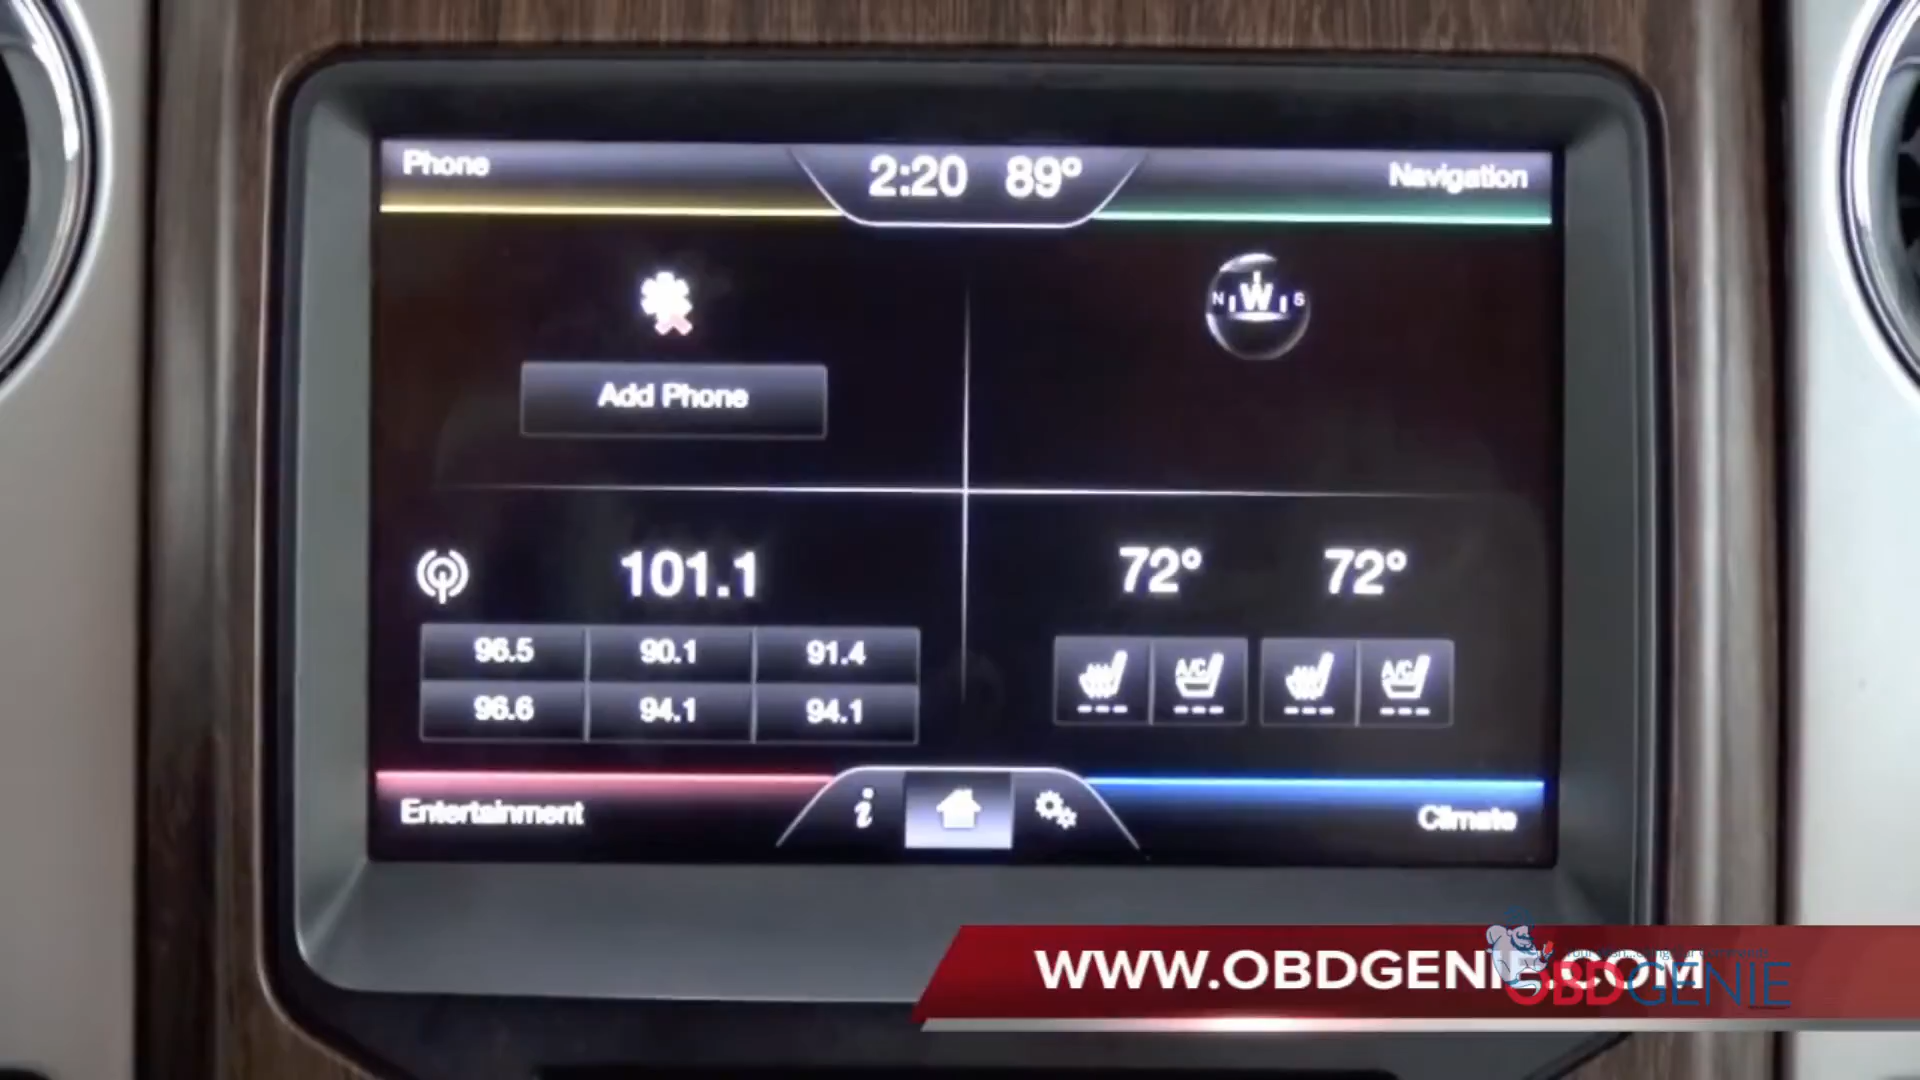 Phone
2:20 89°
Navigation
N W S
Add Phone
101.1
72° 72°
96.5 90.1 91.4
A/C A/C
96.6 94.1 94.1
Entertainment
i
Climate
WWW.OBDGENIE.COM
OBDGENIE